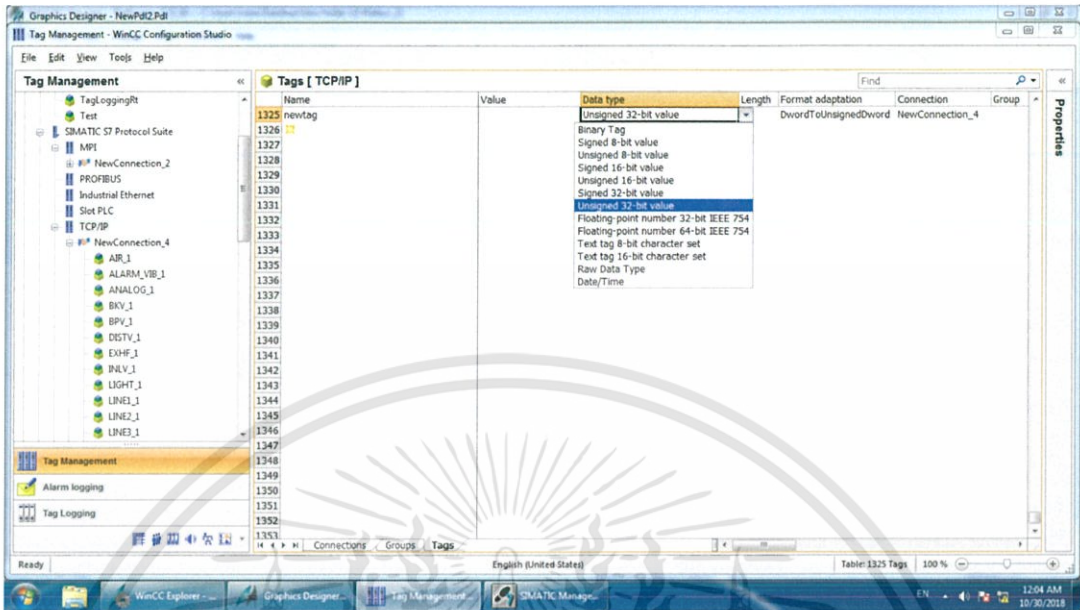 Graphics Designer - NewPdl2.Pdl
Tag Management - WinCC Configuration Studio
File Edit View Tools Help
Tag Management «
Tags [ TCP/IP ]
Find
Name Value Data type Length Format adaptation Connection Group
1325 newtag Unsigned 32-bit value DwordToUnsignedDword NewConnection_4
1326
1327
1328
1329
1330
1331
1332
1333
1334
1335
1336
1337
1338
1339
1340
1341
1342
1343
1344
1345
1346
1347
1348
1349
1350
1351
1352
1353
Binary Tag
Signed 8-bit value
Unsigned 8-bit value
Signed 16-bit value
Unsigned 16-bit value
Signed 32-bit value
Unsigned 32-bit value
Floating-point number 32-bit IEEE 754
Floating-point number 64-bit IEEE 754
Text tag 8-bit character set
Text tag 16-bit character set
Raw Data Type
Date/Time
TagLoggingRt
Test
SIMATIC S7 Protocol Suite
MPI
NewConnection_2
PROFIBUS
Industrial Ethernet
Slot PLC
TCP/IP
NewConnection_4
AIR_1
ALARM_VIB_1
ANALOG_1
BKV_1
BPV_1
DISTV_1
EXHF_1
INLV_1
LIGHT_1
LINE1_1
LINE2_1
LINE3_1
Tag Management
Alarm logging
Tag Logging
Properties
Connections Groups Tags
Ready English (United States) Table: 1325 Tags 100 %
WinCC Explorer - ... Graphics Designer... Tag Management... SIMATIC Manage... EN 12:04 AM
10/30/2018